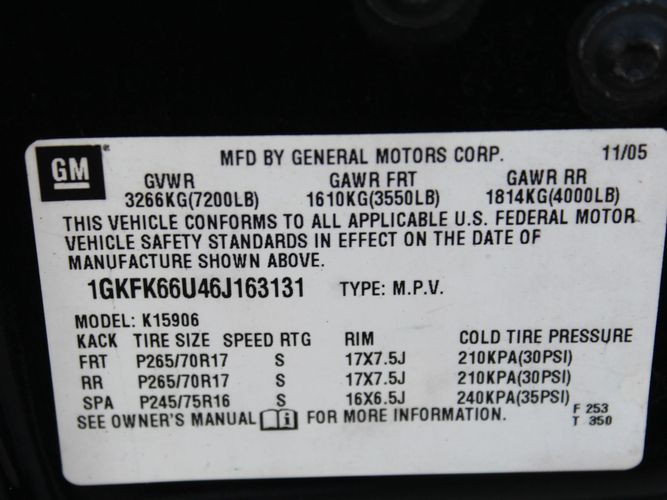 GM MFD BY GENERAL MOTORS CORP. 11/05
GVWR GAWR FRT GAWR RR
3266KG(7200LB) 1610KG(3550LB) 1814KG(4000LB)
THIS VEHICLE CONFORMS TO ALL APPLICABLE U.S. FEDERAL MOTOR
VEHICLE SAFETY STANDARDS IN EFFECT ON THE DATE OF
MANUFACTURE SHOWN ABOVE.
1GKFK66U46J163131 TYPE: M.P.V.
MODEL: K15906
KACK TIRE SIZE SPEED RTG RIM COLD TIRE PRESSURE
FRT P265/70R17 S 17X7.5J 210KPA(30PSI)
RR P265/70R17 S 17X7.5J 210KPA(30PSI)
SPA P245/75R16 S 16X6.5J 240KPA(35PSI)
SEE OWNER'S MANUAL i FOR MORE INFORMATION. F 253
T 350